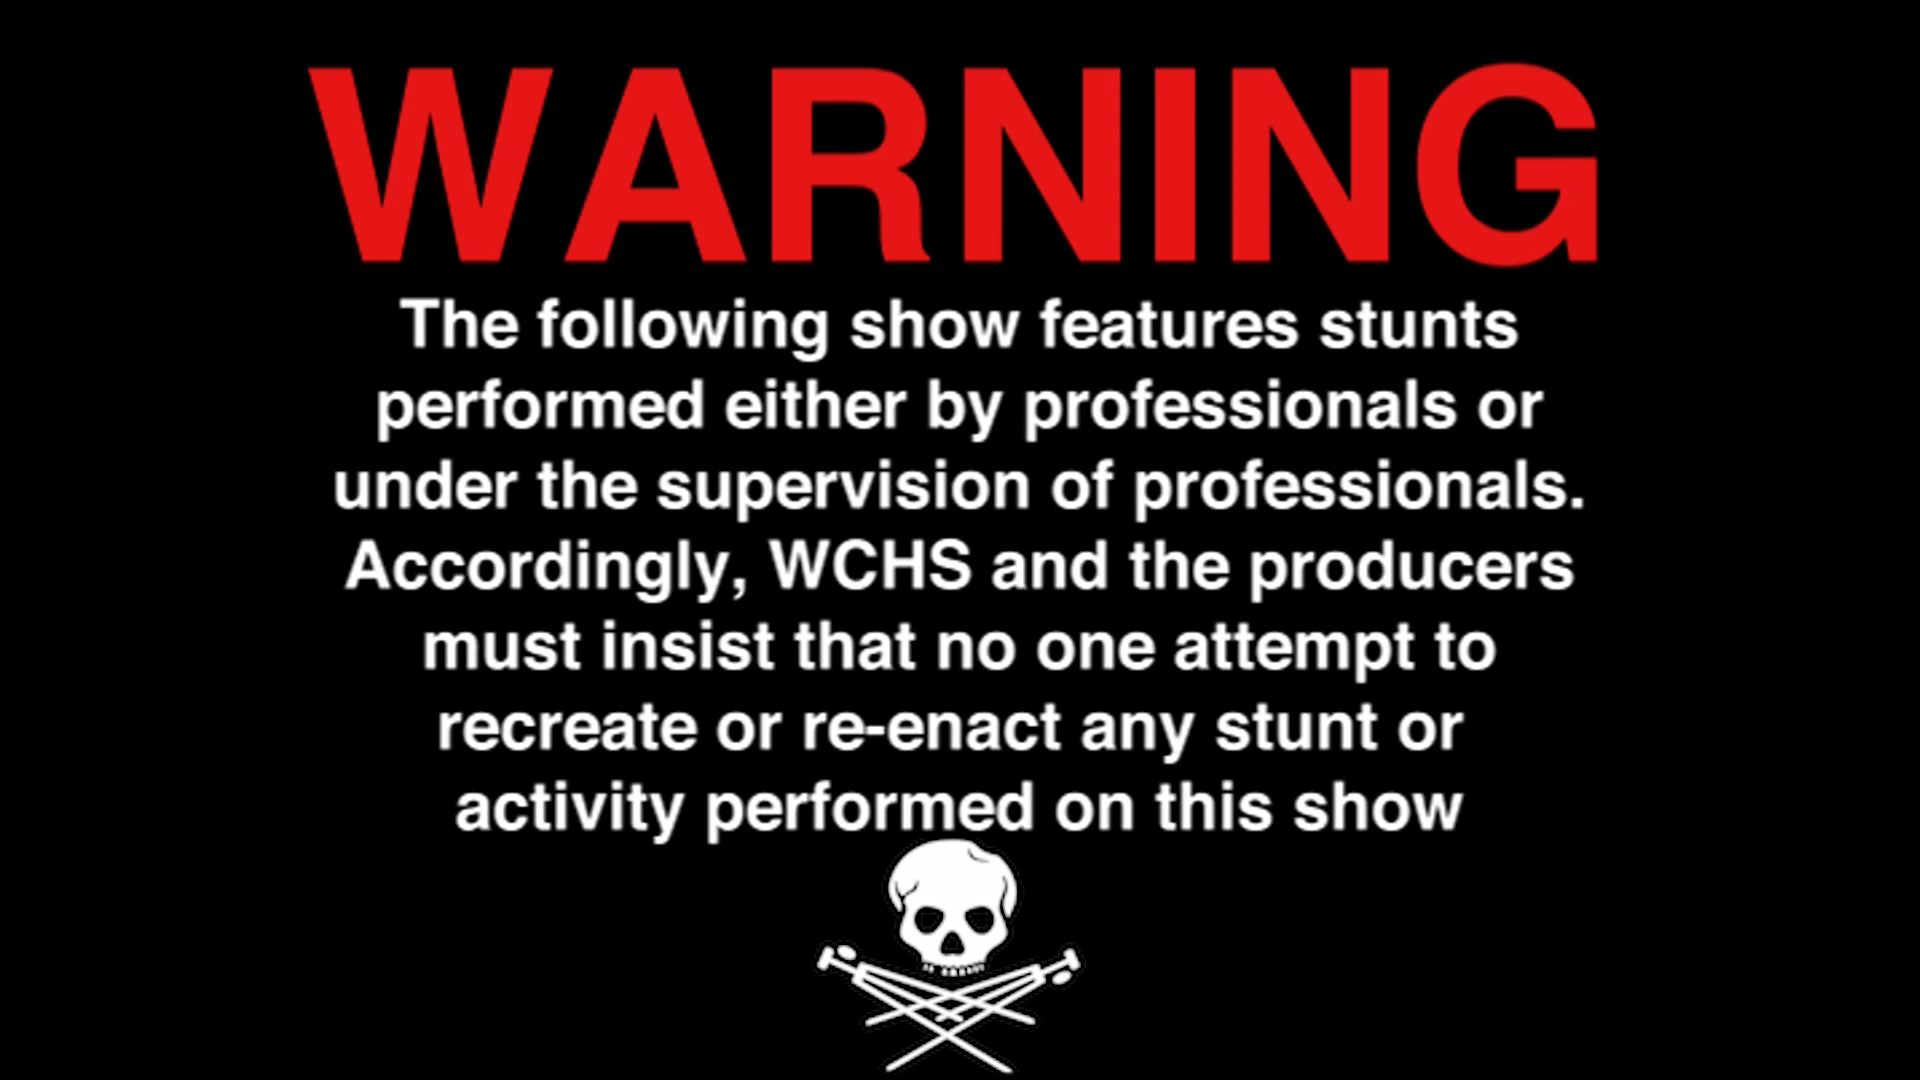 WARNING
The following show features stunts
performed either by professionals or
under the supervision of professionals.
Accordingly, WCHS and the producers
must insist that no one attempt to
recreate or re-enact any stunt or
activity performed on this show